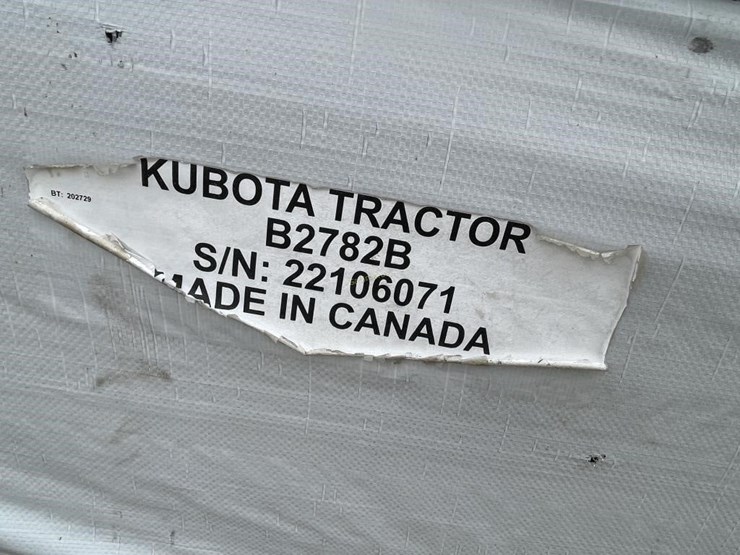 KUBOTA TRACTOR
BT: 202729
B2782B
S/N: 22106071
MADE IN CANADA